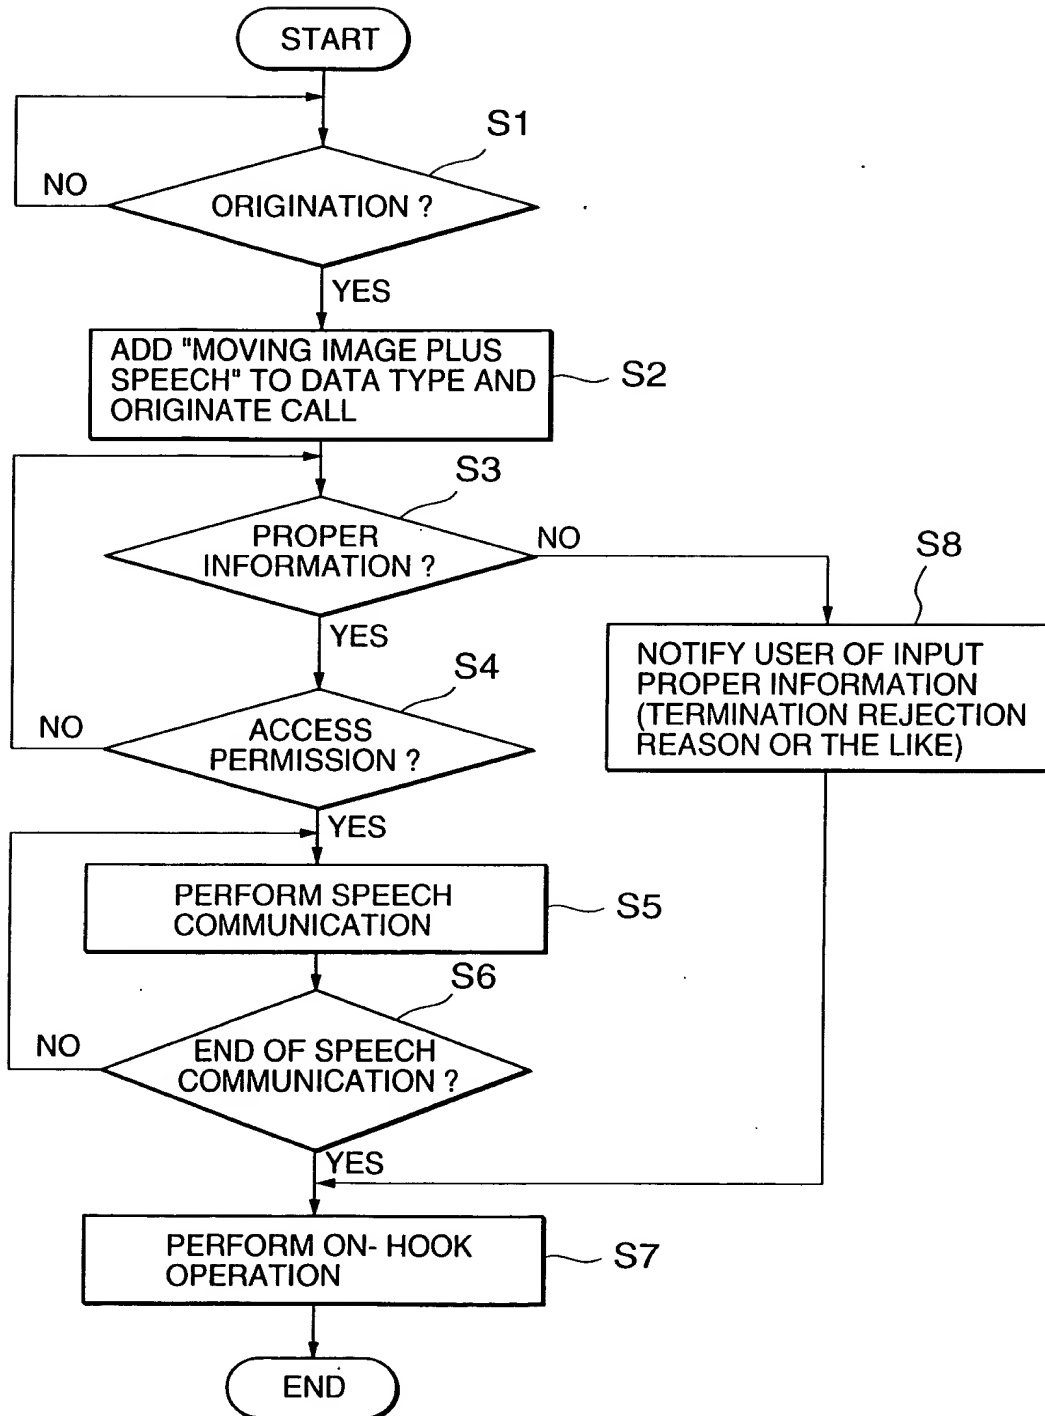 START
S1
NO
ORIGINATION ?
YES
ADD "MOVING IMAGE PLUS
SPEECH" TO DATA TYPE AND
ORIGINATE CALL
S2
S3
PROPER
INFORMATION ?
NO
YES
S8
NOTIFY USER OF INPUT
PROPER INFORMATION
(TERMINATION REJECTION
REASON OR THE LIKE)
S4
NO
ACCESS
PERMISSION ?
YES
PERFORM SPEECH
COMMUNICATION
S5
S6
NO
END OF SPEECH
COMMUNICATION ?
YES
PERFORM ON- HOOK
OPERATION
S7
END